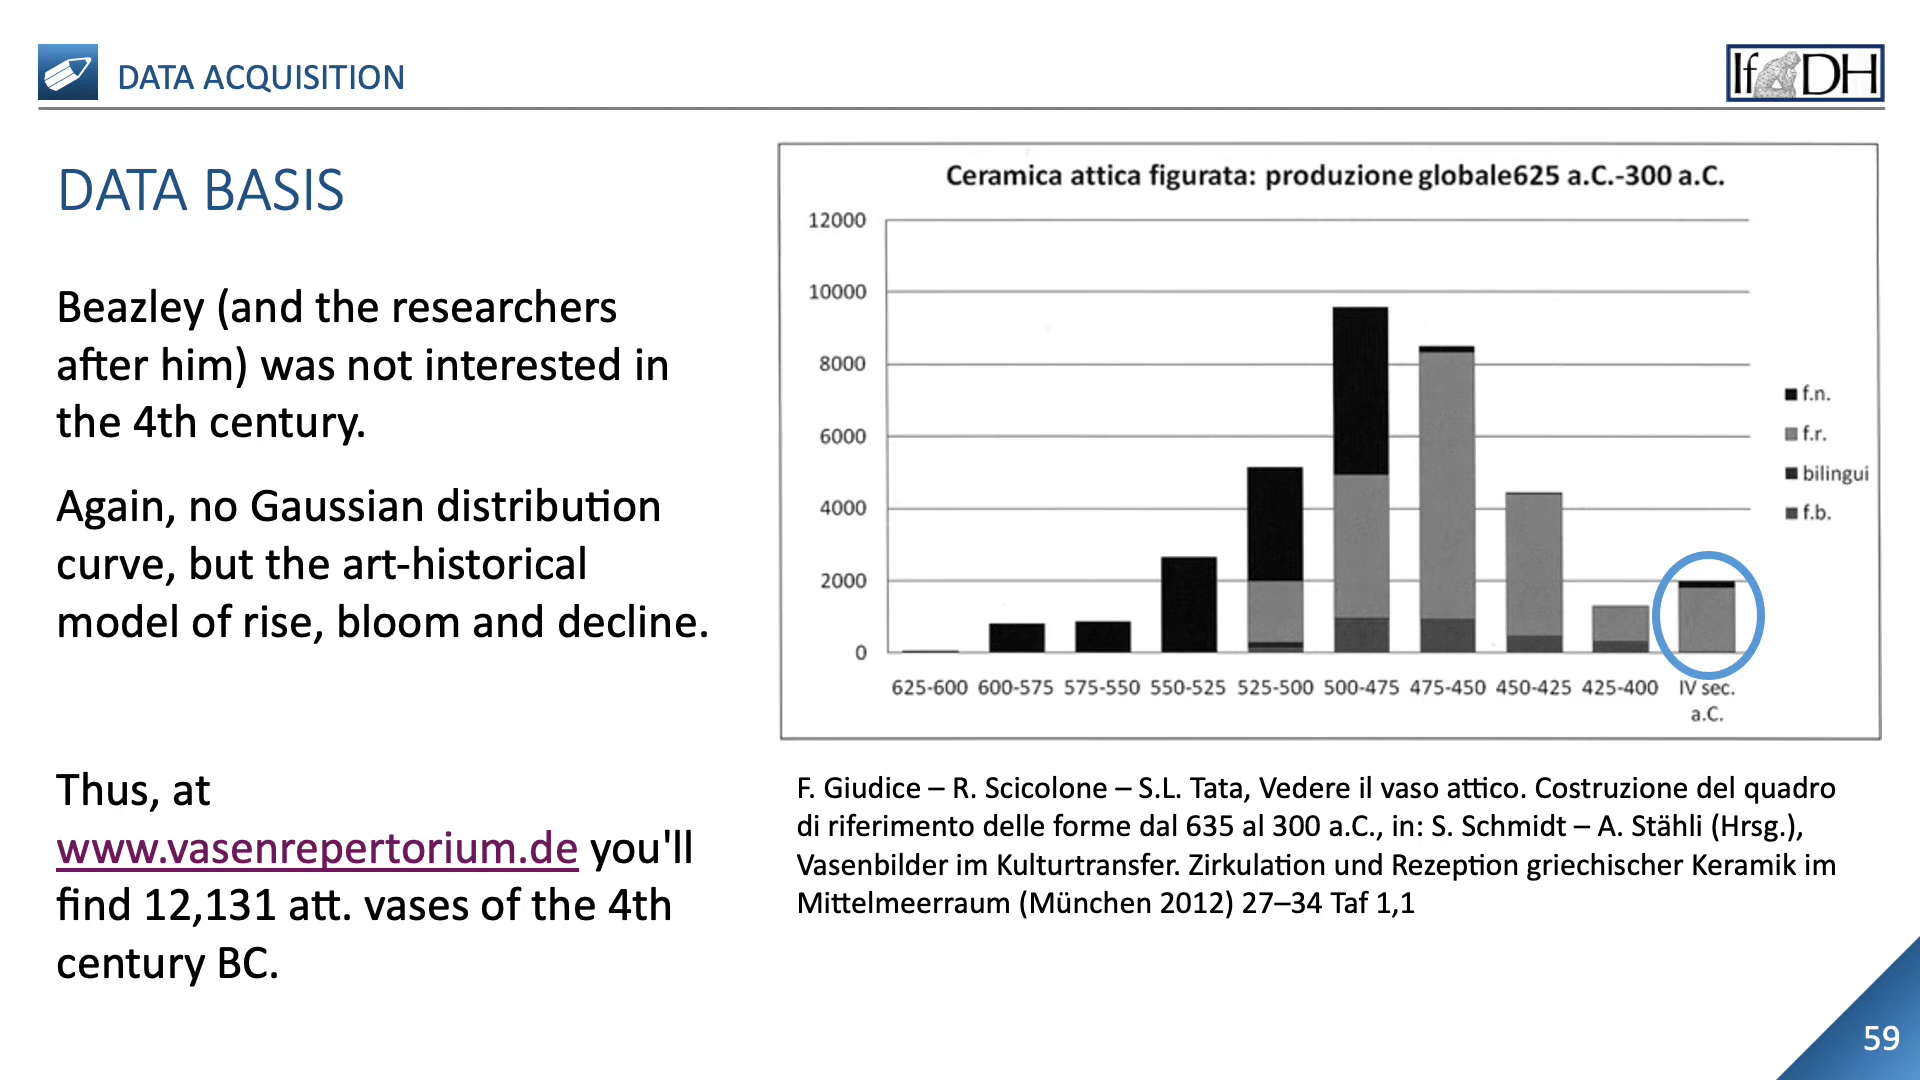 DATA ACQUISITION
IfDH
DATA BASIS
Beazley (and the researchers
after him) was not interested in
the 4th century.
Again, no Gaussian distribution
curve, but the art-historical
model of rise, bloom and decline.
Thus, at
www.vasenrepertorium.de you'll
find 12,131 att. vases of the 4th
century BC.
Ceramica attica figurata: produzione globale625 a.C.-300 a.C.
12000
10000
8000
6000
4000
2000
0
625-600 600-575 575-550 550-525 525-500 500-475 475-450 450-425 425-400 IV sec.
a.C.
f.n.
f.r.
bilingui
f.b.
F. Giudice – R. Scicolone – S.L. Tata, Vedere il vaso attico. Costruzione del quadro
di riferimento delle forme dal 635 al 300 a.C., in: S. Schmidt – A. Stähli (Hrsg.),
Vasenbilder im Kulturtransfer. Zirkulation und Rezeption griechischer Keramik im
Mittelmeerraum (München 2012) 27–34 Taf 1,1
59